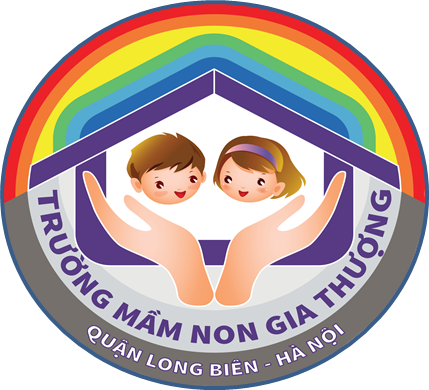 TRƯỜNG MẦM NON GIA THƯỢNG
QUẬN LONG BIÊN - HÀ NỘI